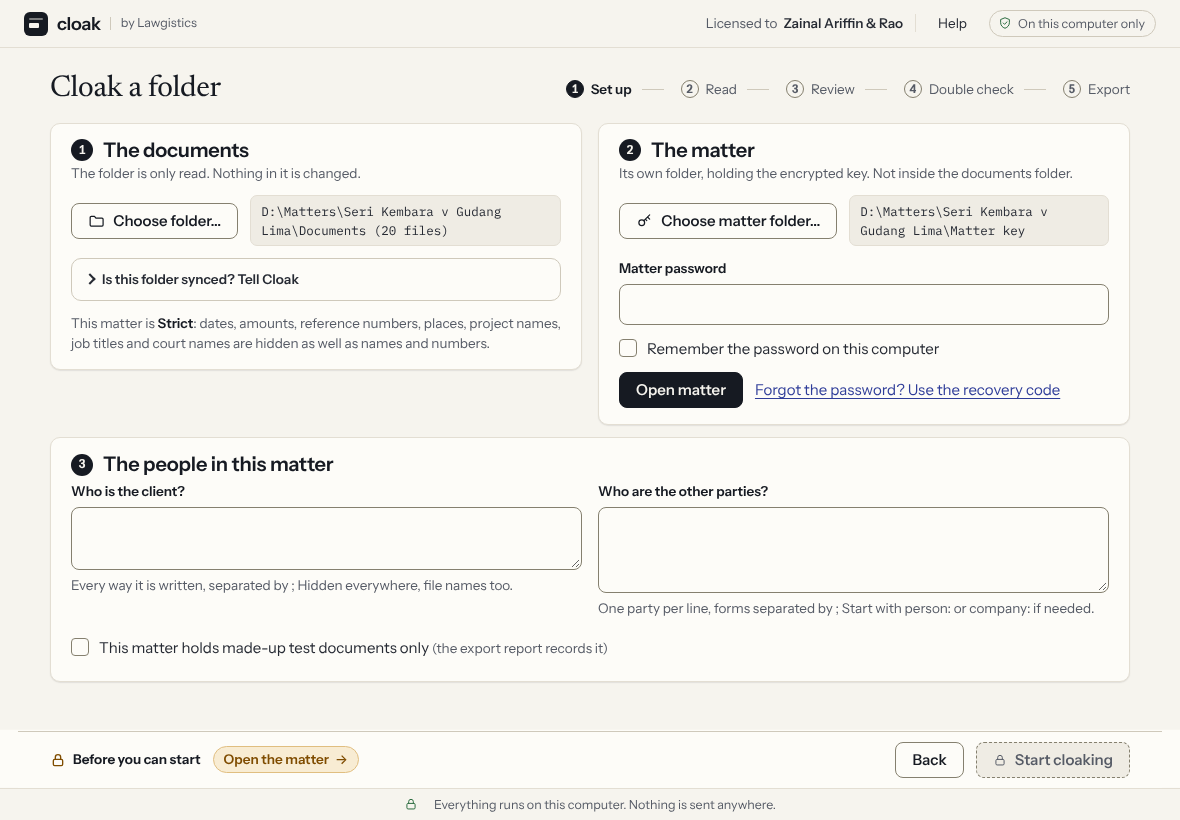 cloak
by Lawgistics
Licensed to Zainal Ariffin & Rao
Help
On this computer only
Cloak a folder
1 Set up
2 Read
3 Review
4 Double check
5 Export
1 The documents
The folder is only read. Nothing in it is changed.
Choose folder...
D:\Matters\Seri Kembara v Gudang
Lima\Documents (20 files)
Is this folder synced? Tell Cloak
This matter is Strict: dates, amounts, reference numbers, places, project names,
job titles and court names are hidden as well as names and numbers.
2 The matter
Its own folder, holding the encrypted key. Not inside the documents folder.
Choose matter folder...
D:\Matters\Seri Kembara v
Gudang Lima\Matter key
Matter password
Remember the password on this computer
Open matter
Forgot the password? Use the recovery code
3 The people in this matter
Who is the client?
Every way it is written, separated by ; Hidden everywhere, file names too.
Who are the other parties?
One party per line, forms separated by ; Start with person: or company: if needed.
This matter holds made-up test documents only (the export report records it)
Before you can start
Open the matter →
Back
Start cloaking
Everything runs on this computer. Nothing is sent anywhere.